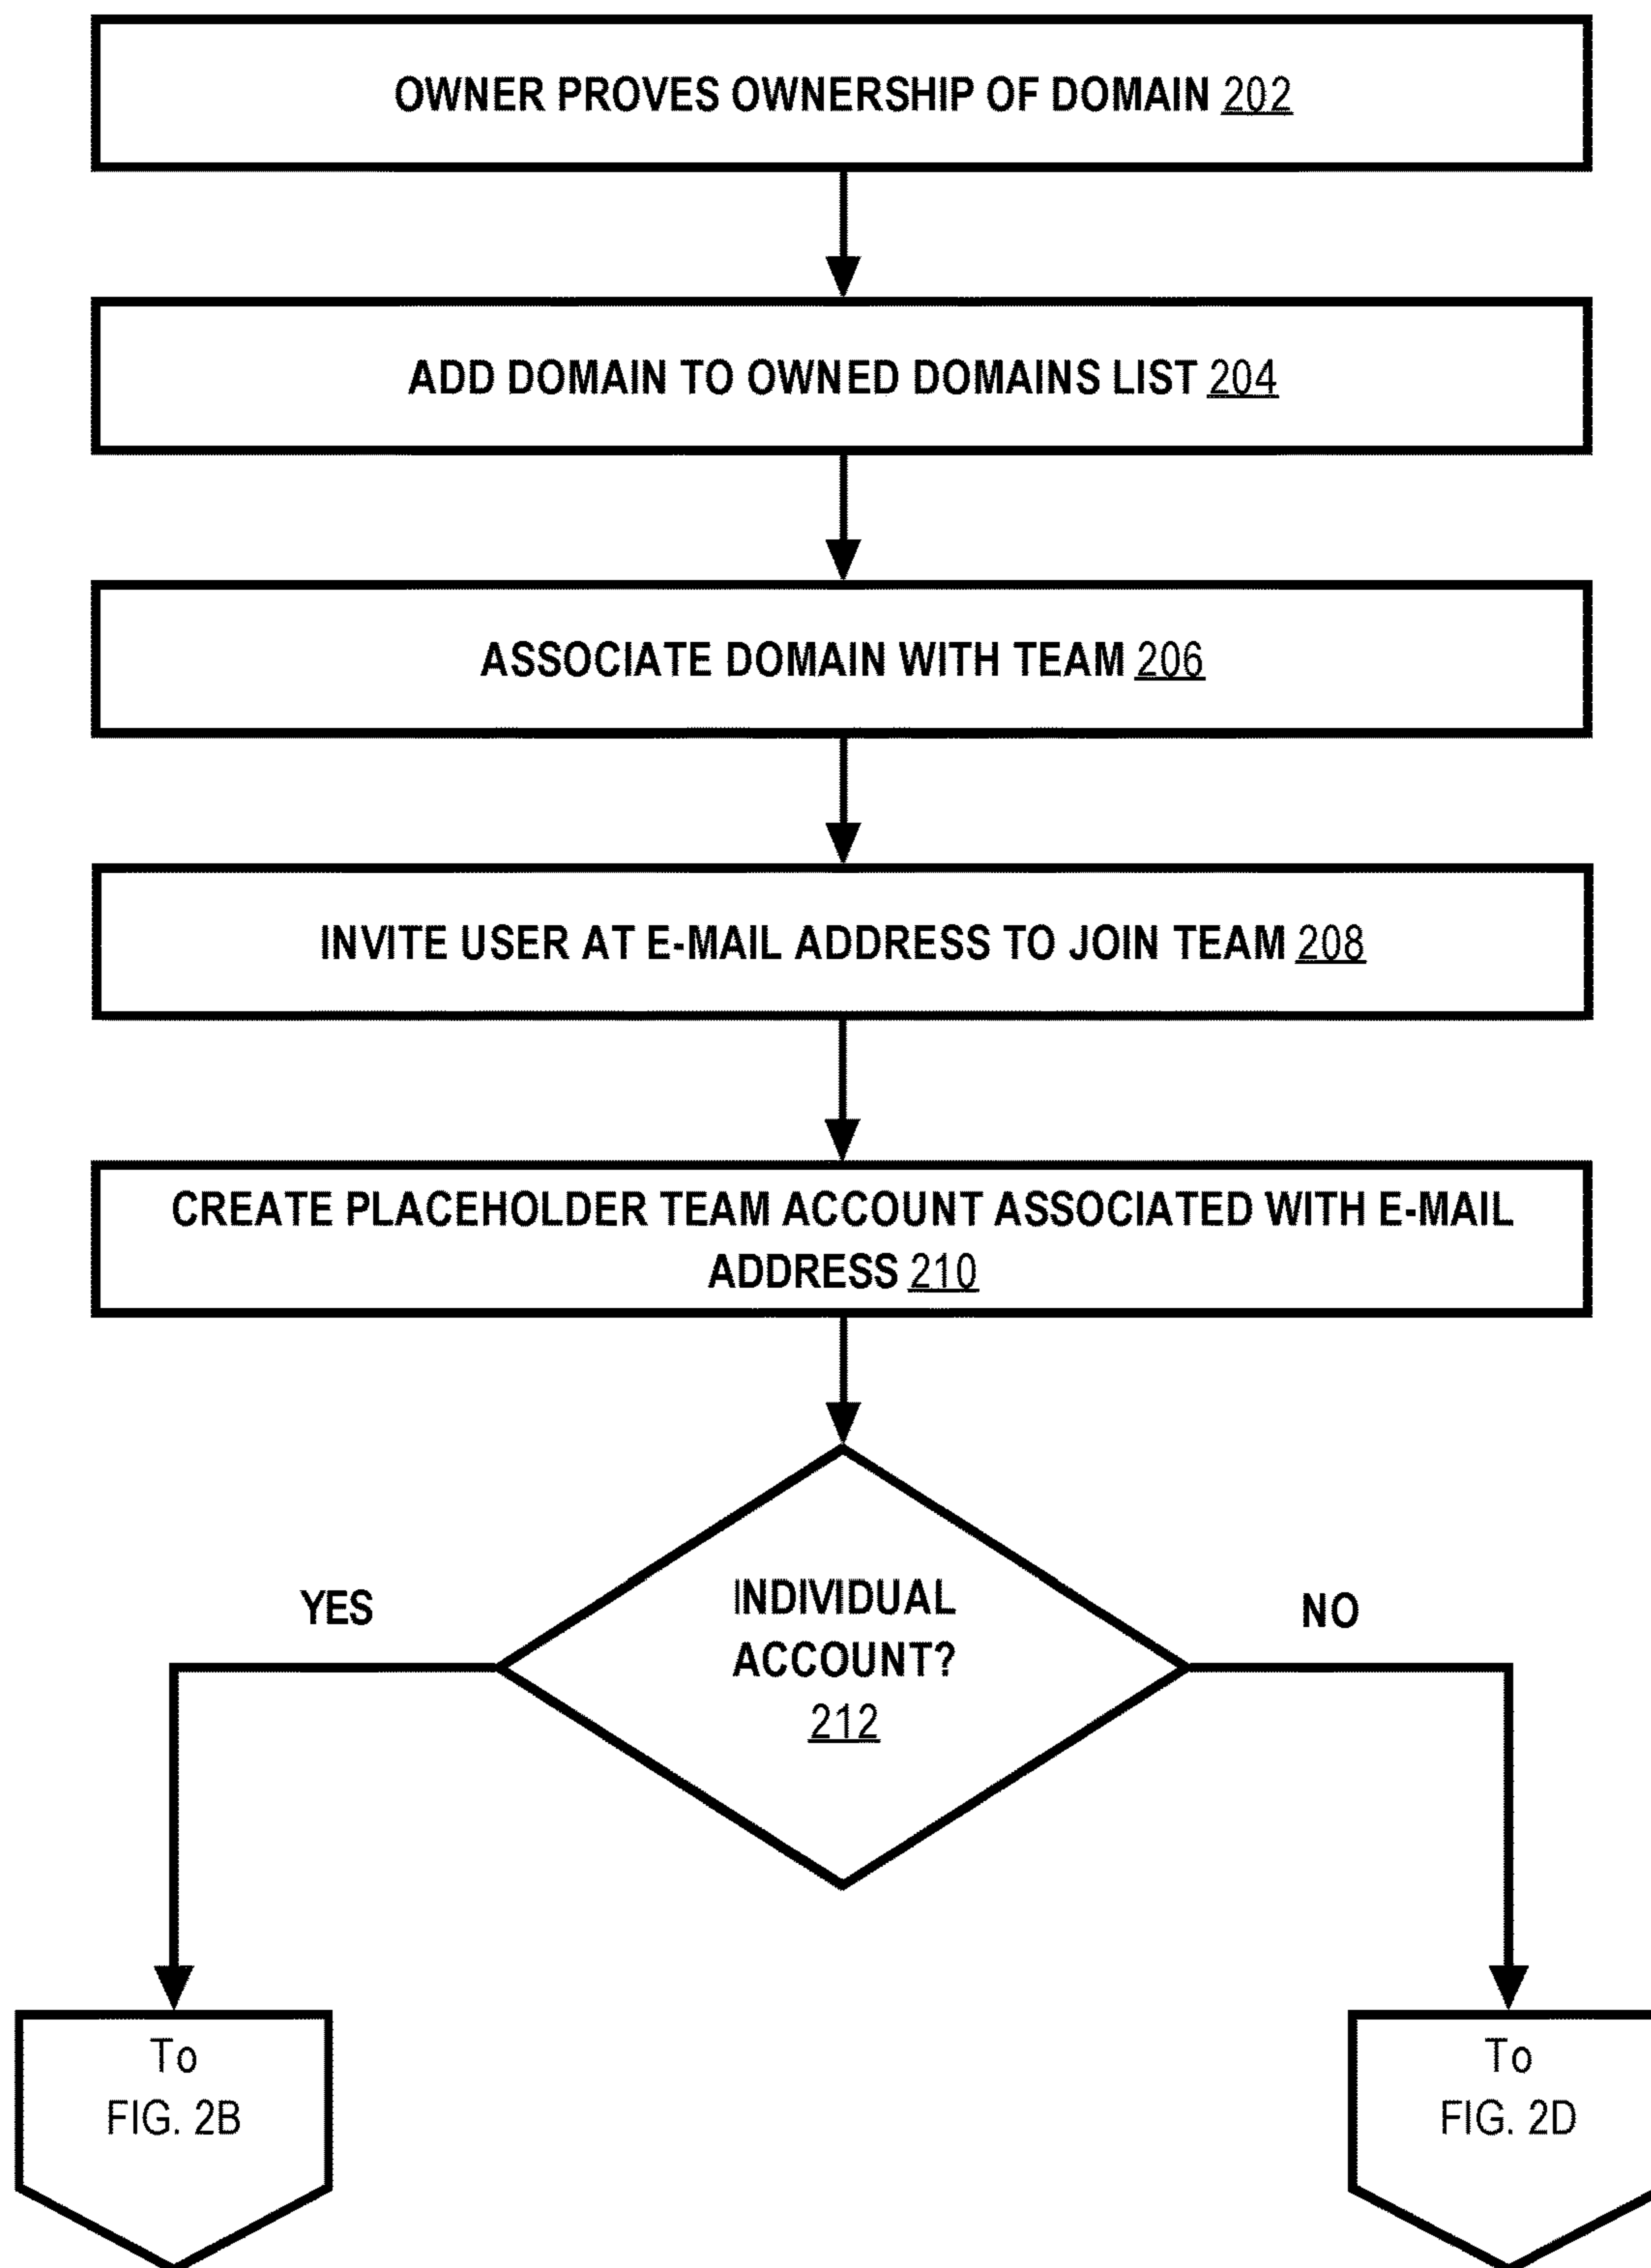 OWNER PROVES OWNERSHIP OF DOMAIN 202
ADD DOMAIN TO OWNED DOMAINS LIST 204
ASSOCIATE DOMAIN WITH TEAM 206
INVITE USER AT E-MAIL ADDRESS TO JOIN TEAM 208
CREATE PLACEHOLDER TEAM ACCOUNT ASSOCIATED WITH E-MAIL
ADDRESS 210
INDIVIDUAL
ACCOUNT?
212
YES
NO
To
FIG. 2B
To
FIG. 2D